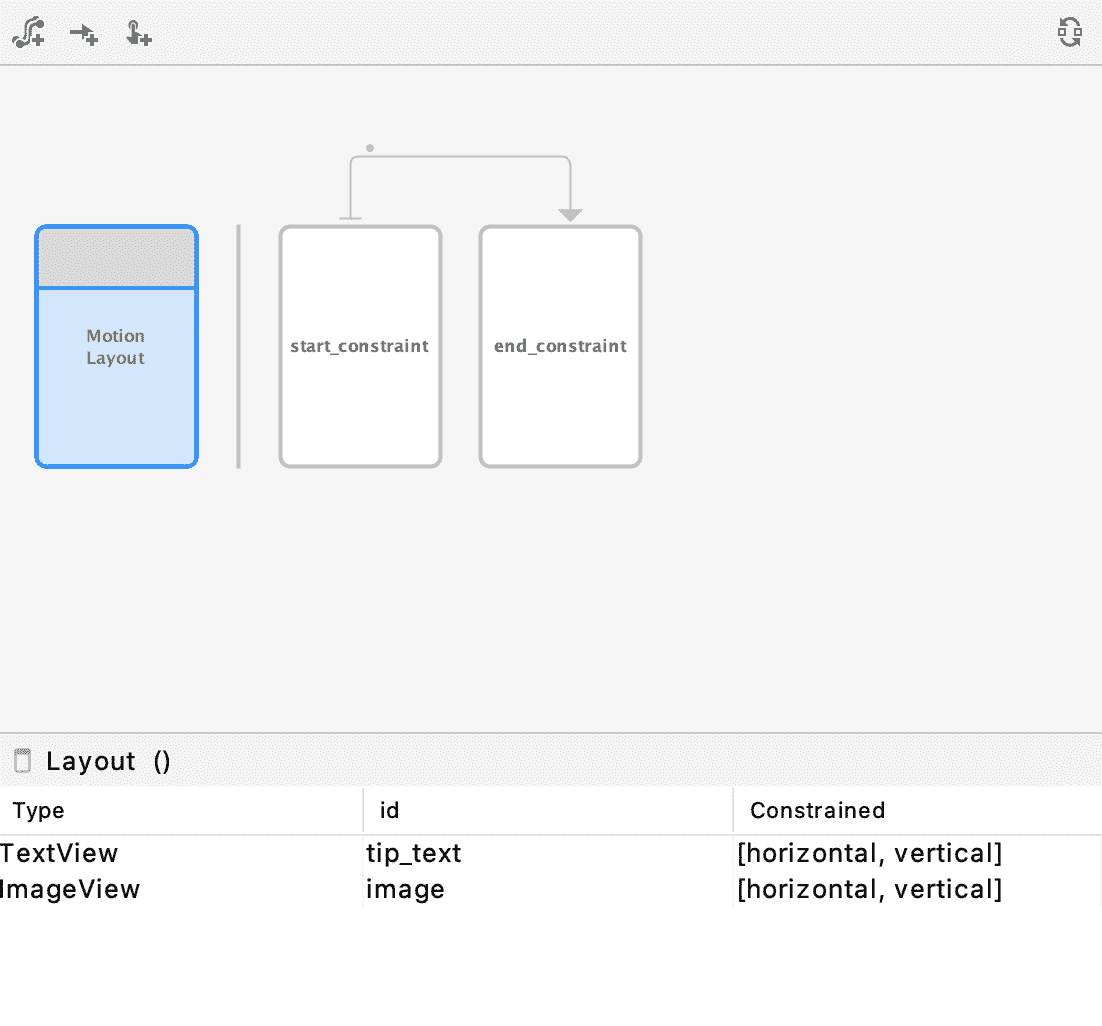 Motion
Layout
start_constraint
end_constraint
Layout ()
Type id Constrained
TextView tip_text [horizontal, vertical]
ImageView image [horizontal, vertical]